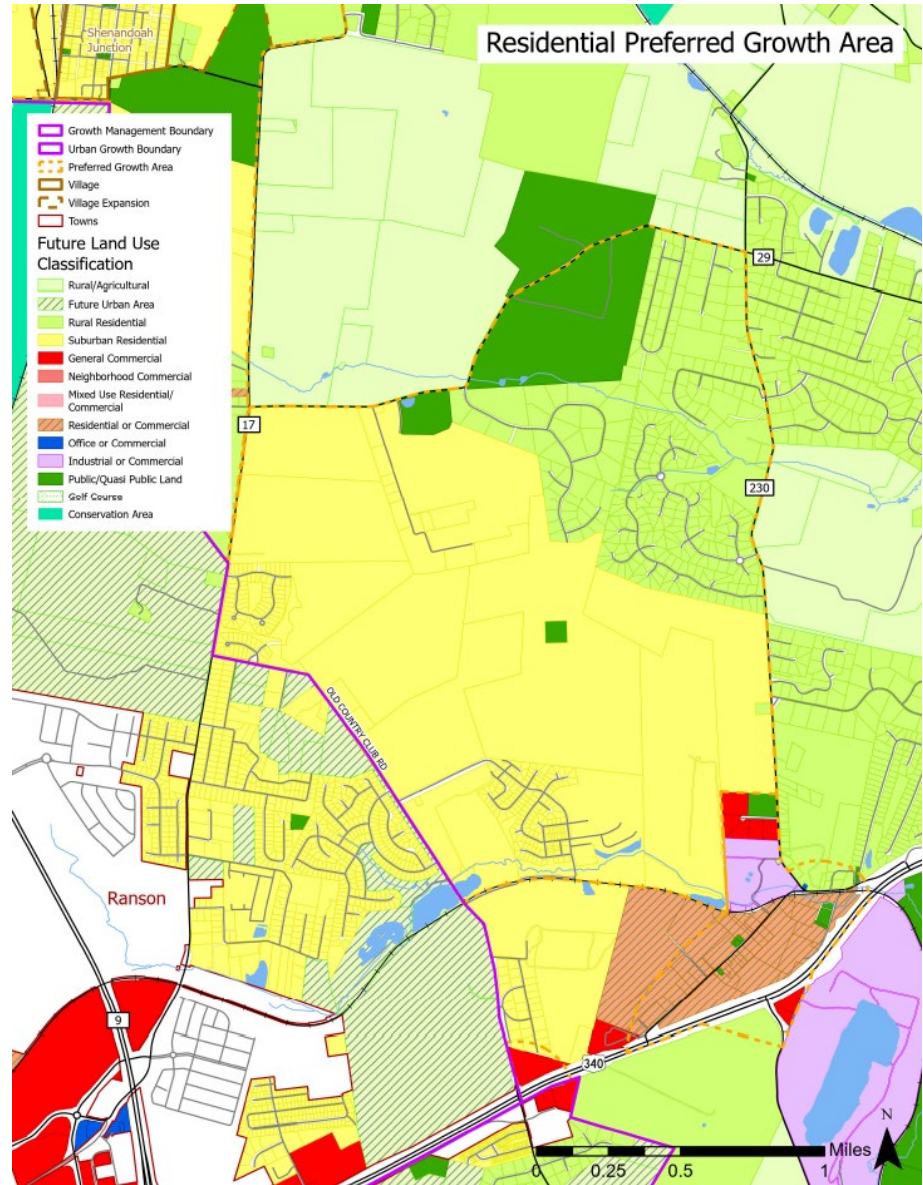 Shenandoah
Junction
Residential Preferred Growth Area
Growth Management Boundary
Urban Growth Boundary
Preferred Growth Area
Village
Village Expansion
Towns
Future Land Use
Classification
Rural/Agricultural
Future Urban Area
Rural Residential
Suburban Residential
General Commercial
Neighborhood Commercial
Mixed Use Residential/
Commercial
Residential or Commercial
Office or Commercial
Industrial or Commercial
Public/Quasi Public Land
Golf Course
Conservation Area
29
17
230
OLD COUNTRY CLUB RD
Ranson
9
340
N
Miles
0 0.25 0.5 1